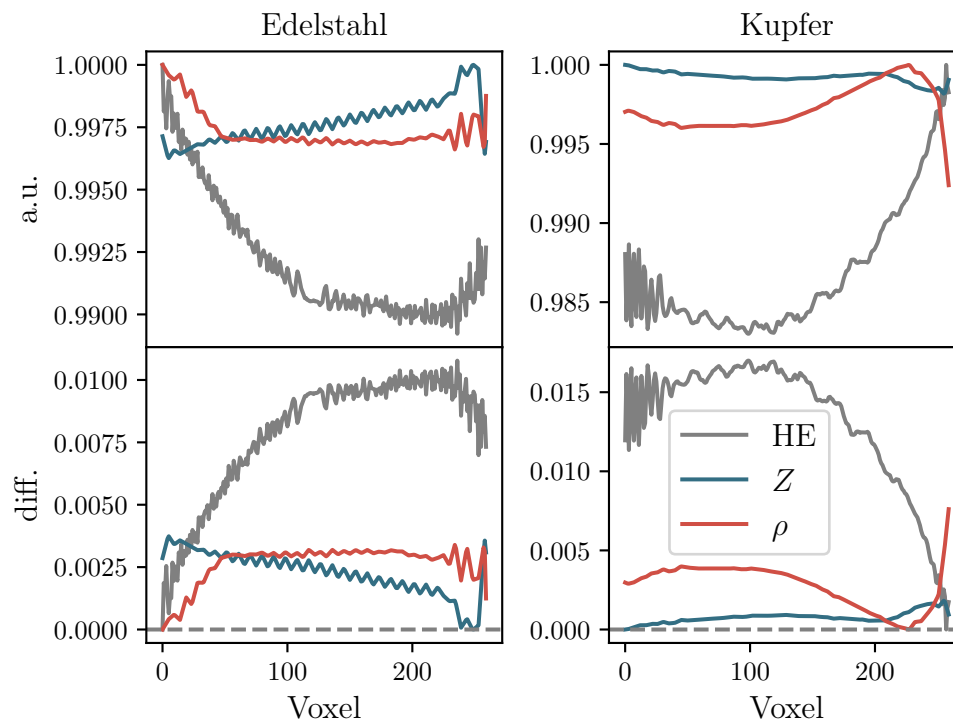 Edelstahl
Kupfer
1.0000
0.9975
0.9950
0.9925
0.9900
a.u.
1.000
0.995
0.990
0.985
0.0100
0.0075
0.0050
0.0025
0.0000
diff.
0.015
0.010
0.005
0.000
HE
Z
ρ
0 100 200
Voxel
0 100 200
Voxel